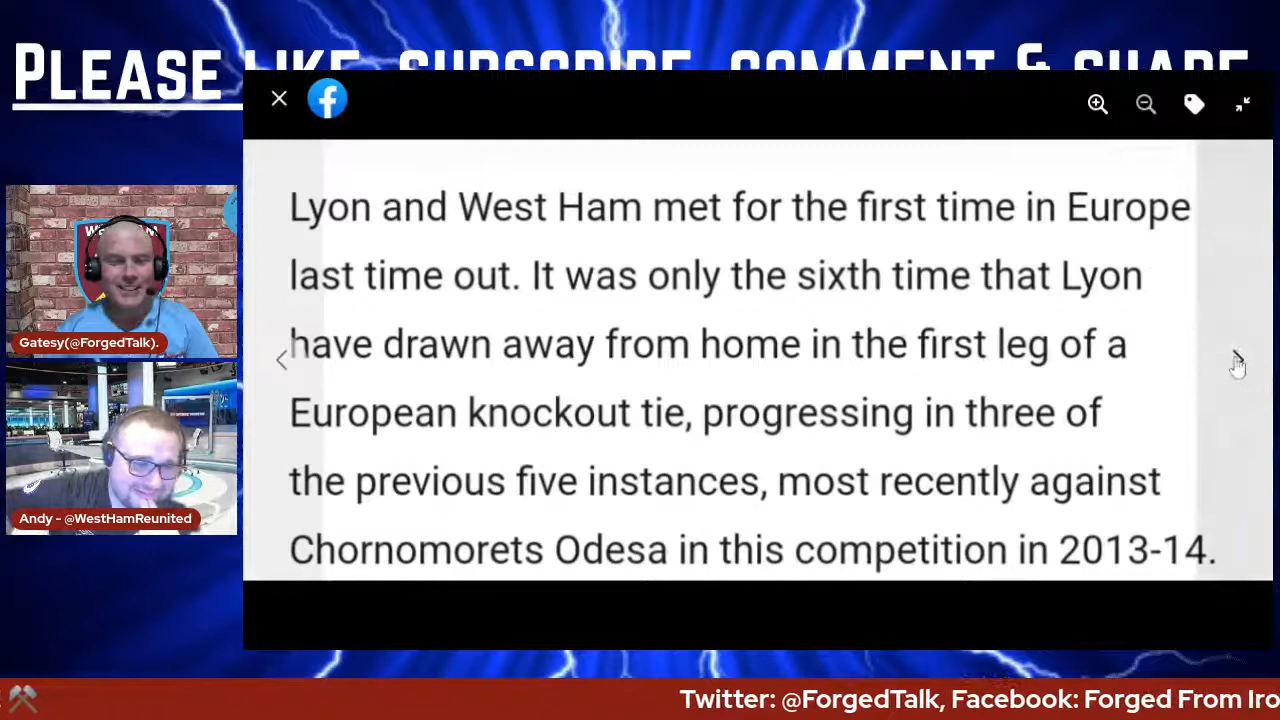 PLEASE LIKE, SUBSCRIBE, COMMENT & SHARE
Lyon and West Ham met for the first time in Europe
last time out. It was only the sixth time that Lyon
have drawn away from home in the first leg of a
European knockout tie, progressing in three of
the previous five instances, most recently against
Chornomorets Odesa in this competition in 2013-14.
Gatesy(@ForgedTalk).
Andy - @WestHamReunited
Twitter: @ForgedTalk, Facebook: Forged From Iro